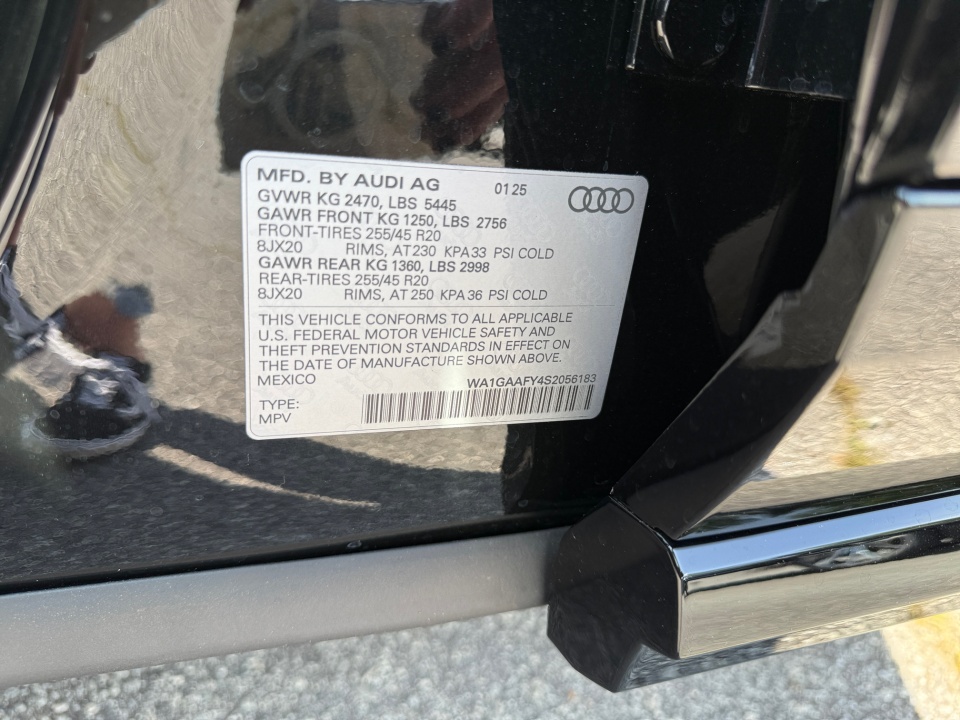 MFD. BY AUDI AG 01 25
GVWR KG 2470, LBS 5445
GAWR FRONT KG 1250, LBS 2756
FRONT-TIRES 255/45 R20
8JX20 RIMS, AT 230 KPA 33 PSI COLD
GAWR REAR KG 1360, LBS 2998
REAR-TIRES 255/45 R20
8JX20 RIMS, AT 250 KPA 36 PSI COLD
THIS VEHICLE CONFORMS TO ALL APPLICABLE
U.S. FEDERAL MOTOR VEHICLE SAFETY AND
THEFT PREVENTION STANDARDS IN EFFECT ON
THE DATE OF MANUFACTURE SHOWN ABOVE.
MEXICO WA1GAAFY4S2056183
TYPE:
MPV